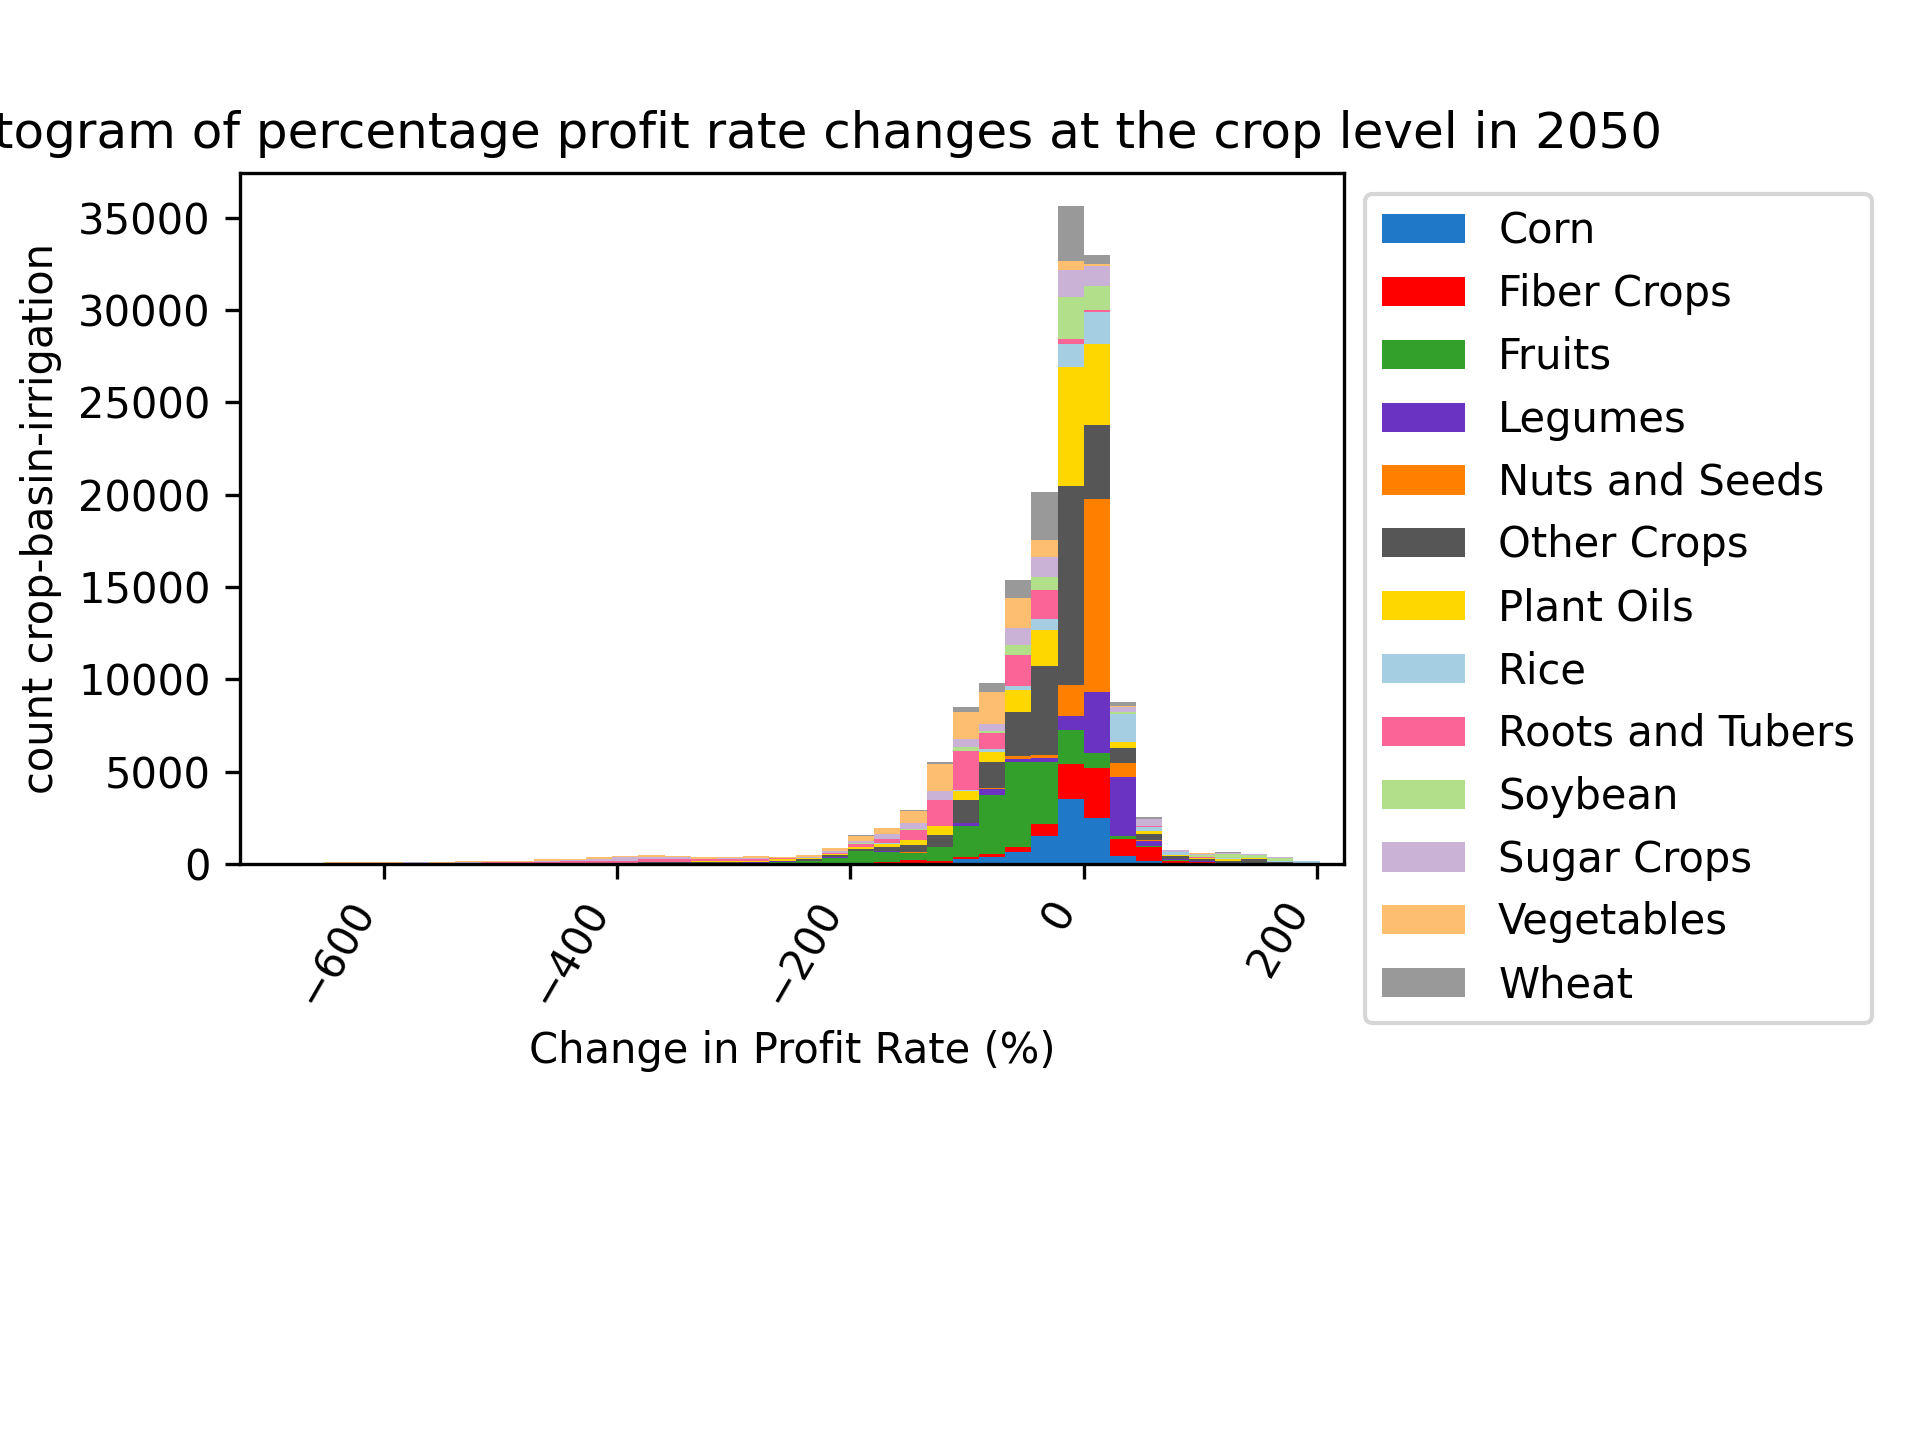 togram of percentage profit rate changes at the crop level in 2050
count crop-basin-irrigation
35000
30000
25000
20000
15000
10000
5000
0
−600
−400
−200
0
200
Change in Profit Rate (%)
Corn
Fiber Crops
Fruits
Legumes
Nuts and Seeds
Other Crops
Plant Oils
Rice
Roots and Tubers
Soybean
Sugar Crops
Vegetables
Wheat